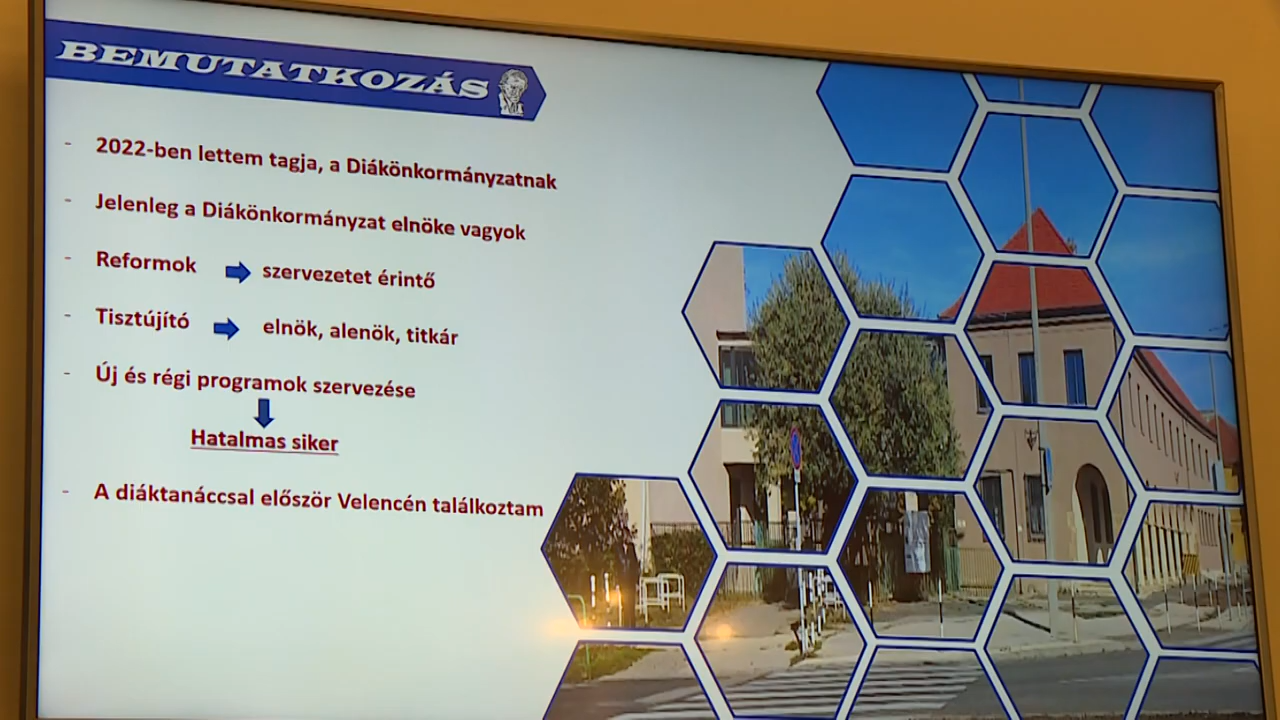 BEMUTATKOZÁS
- 2022-ben lettem tagja, a Diákönkormányzatnak
- Jelenleg a Diákönkormányzat elnöke vagyok
- Reformok szervezetet érintő
- Tisztújító elnök, alenök, titkár
- Új és régi programok szervezése
Hatalmas siker
- A diáktanáccsal először Velencén találkoztam